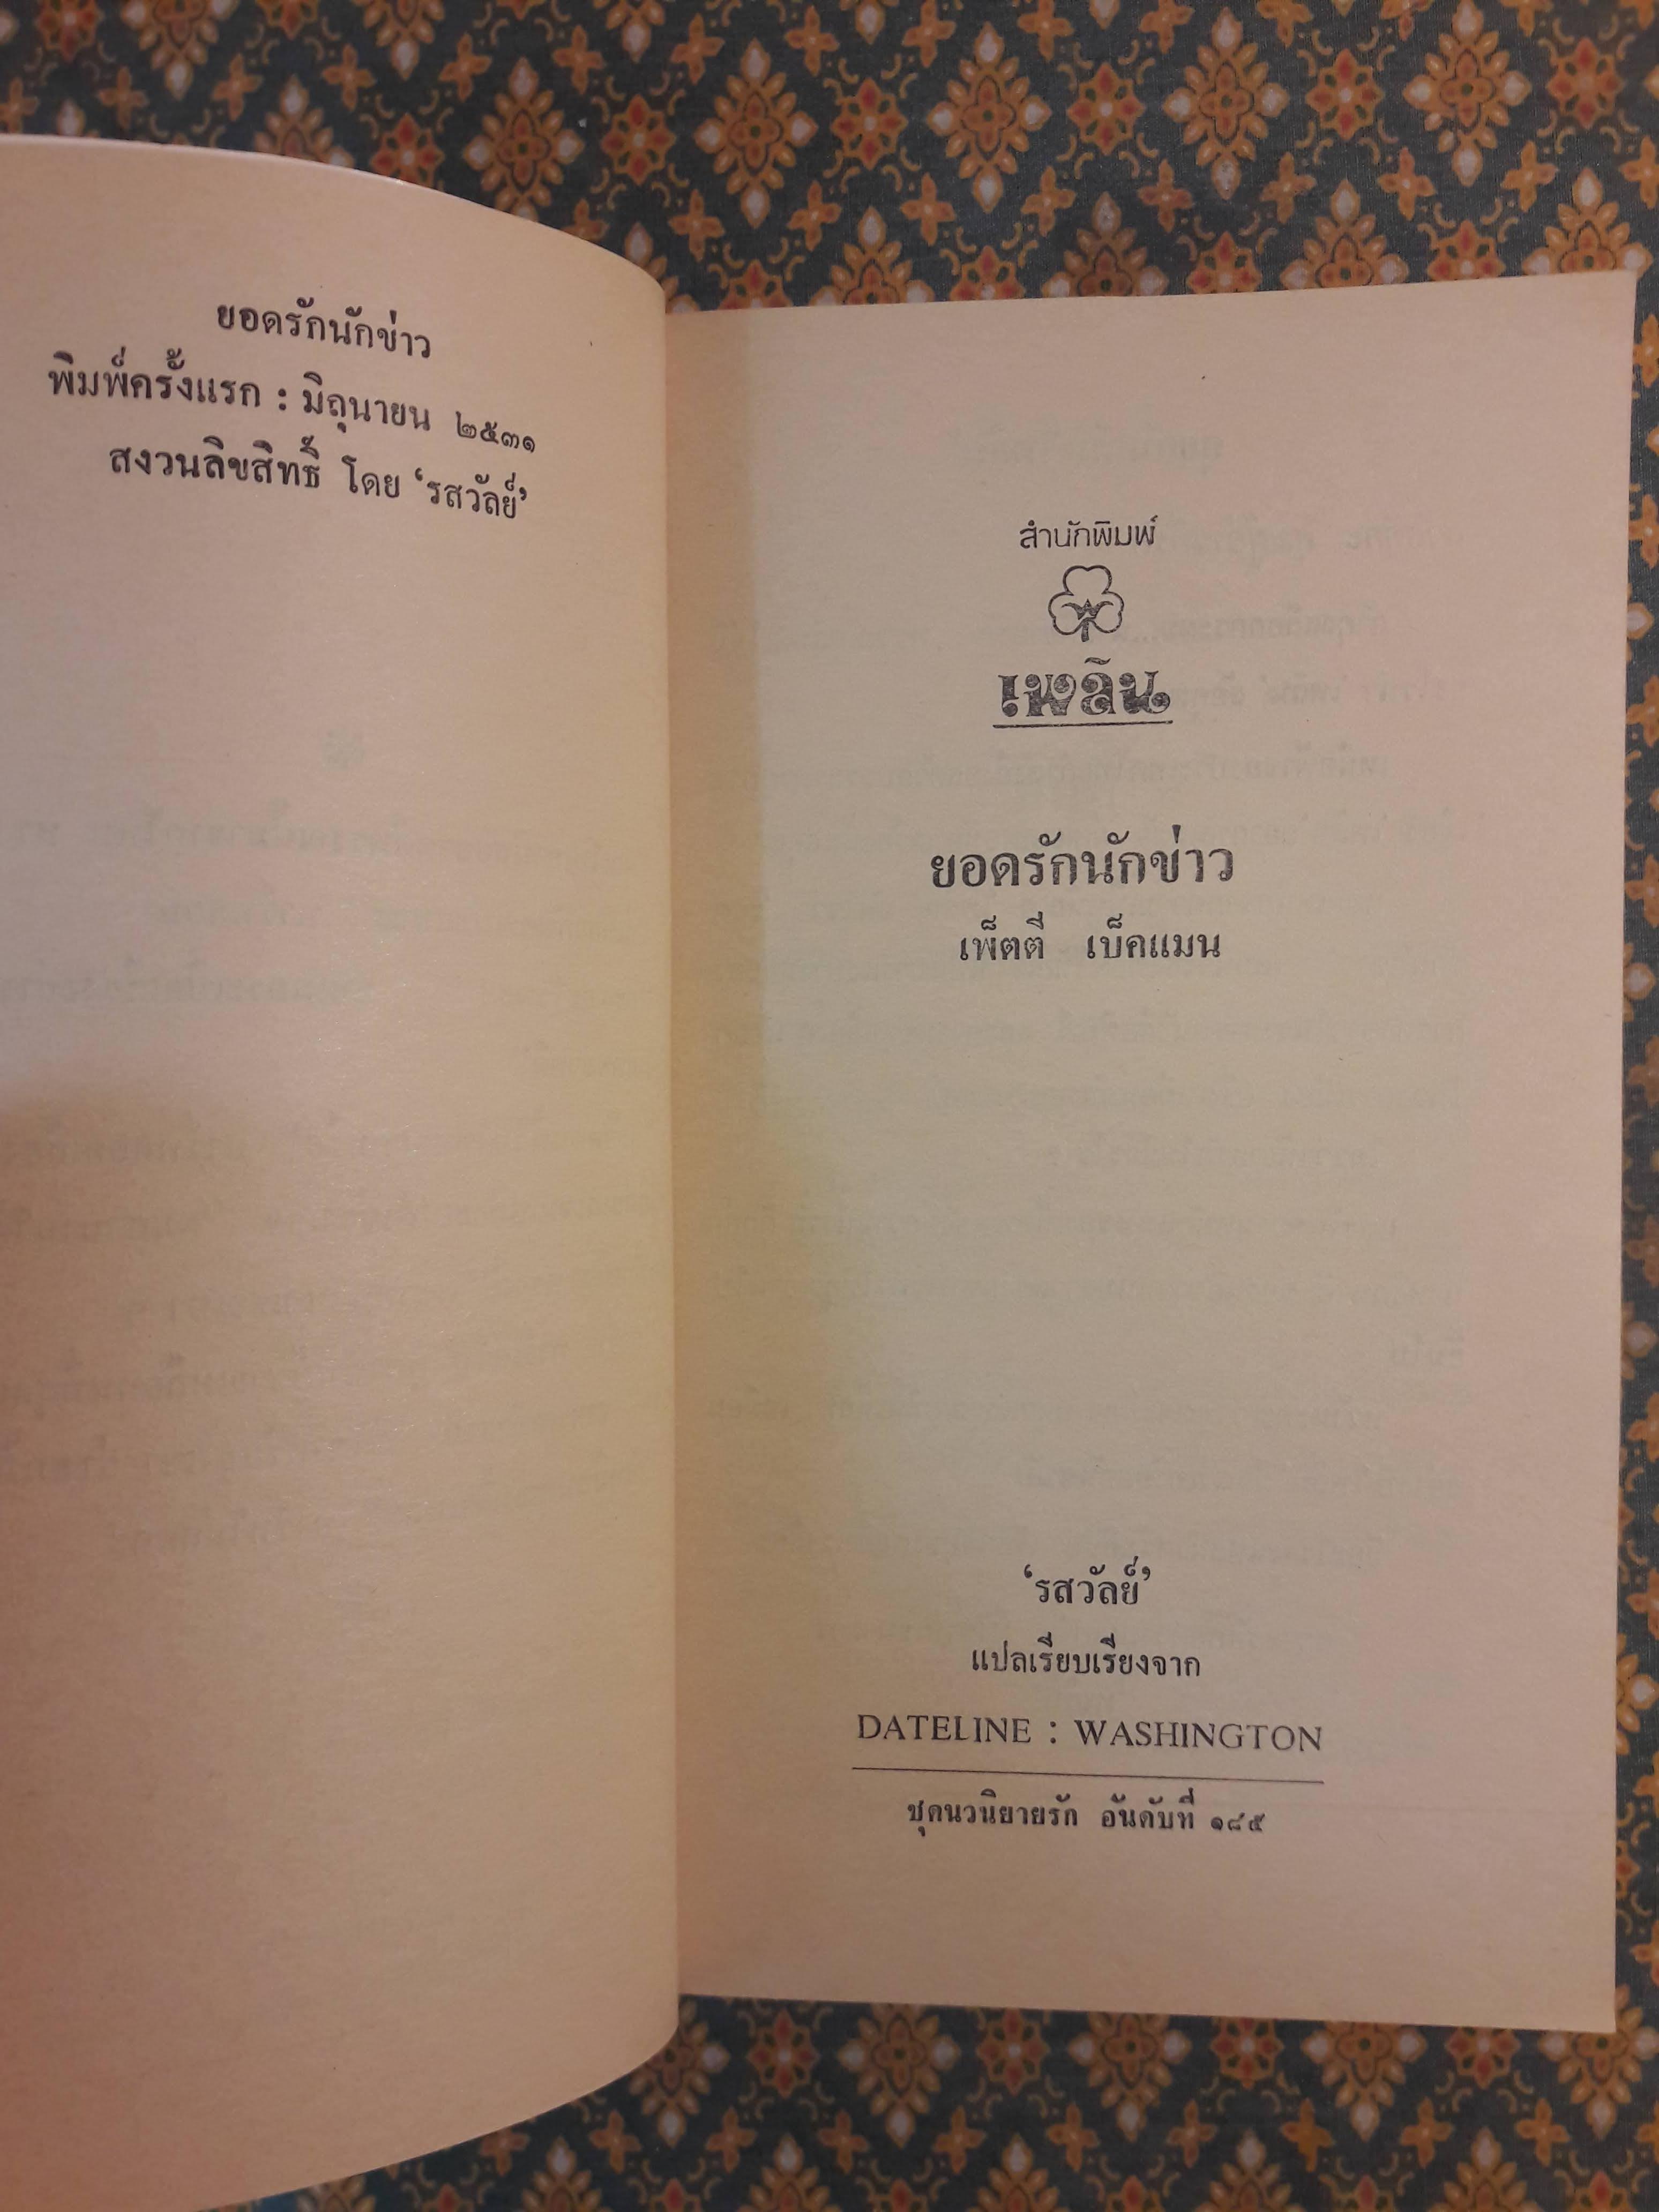 ยอดรักนักข่าว
พิมพ์ครั้งแรก : มิถุนายน ๒๕๓๑
สงวนลิขสิทธิ์ โดย ‘รสวัลย์’
สำนักพิมพ์
เพลิน
ยอดรักนักข่าว
เพ็ตตี เบ็คแมน
‘รสวัลย์’
แปลเรียบเรียงจาก
DATELINE : WASHINGTON
ชุดนวนิยายรัก อันดับที่ ๑๘๕